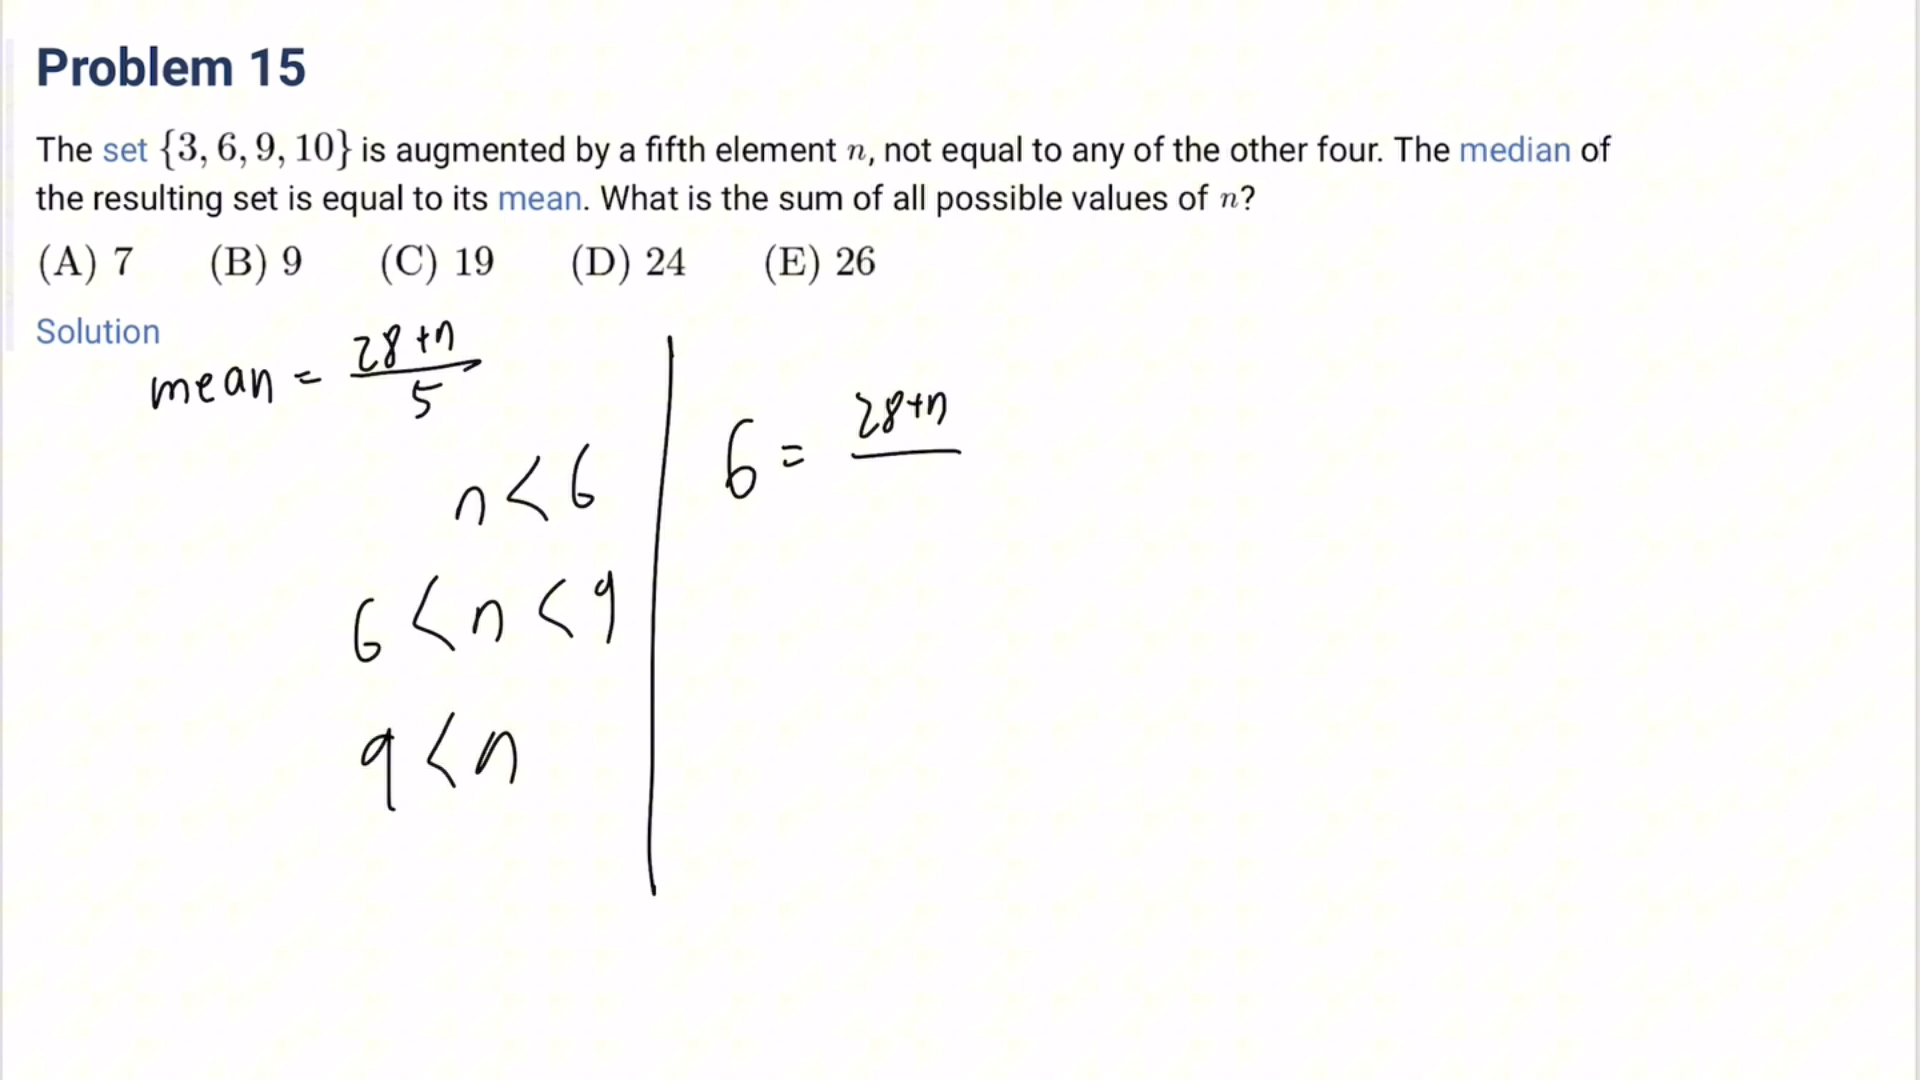 Problem 15
The set {3, 6, 9, 10} is augmented by a fifth element n, not equal to any of the other four. The median of
the resulting set is equal to its mean. What is the sum of all possible values of n?
(A) 7 (B) 9 (C) 19 (D) 24 (E) 26
Solution
mean = 28+n / 5
6 = 28+n
n < 6
6 < n < 9
9 < n